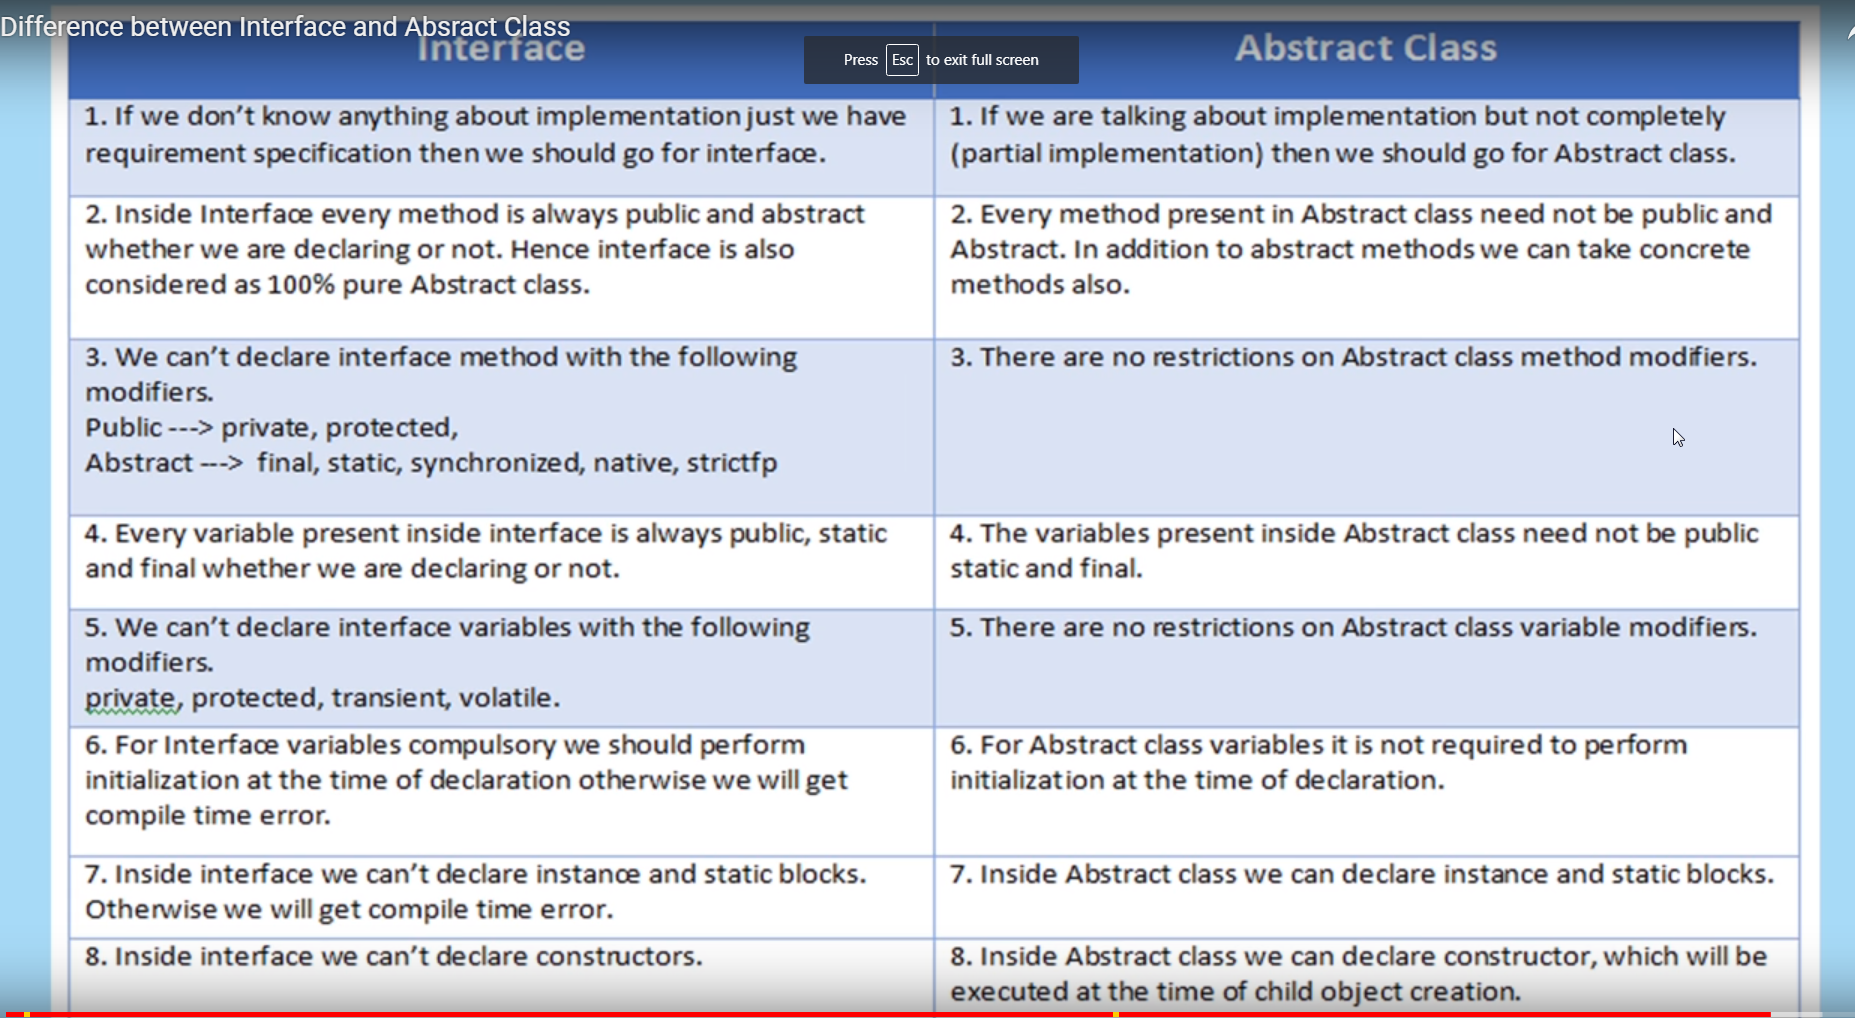 Difference between Interface and Absract Class
Interface
Abstract Class
Press Esc to exit full screen
1. If we don't know anything about implementation just we have
requirement specification then we should go for interface.
1. If we are talking about implementation but not completely
(partial implementation) then we should go for Abstract class.
2. Inside Interface every method is always public and abstract
whether we are declaring or not. Hence interface is also
considered as 100% pure Abstract class.
2. Every method present in Abstract class need not be public and
Abstract. In addition to abstract methods we can take concrete
methods also.
3. We can't declare interface method with the following
modifiers.
Public ---> private, protected,
Abstract ---> final, static, synchronized, native, strictfp
3. There are no restrictions on Abstract class method modifiers.
4. Every variable present inside interface is always public, static
and final whether we are declaring or not.
4. The variables present inside Abstract class need not be public
static and final.
5. We can't declare interface variables with the following
modifiers.
private, protected, transient, volatile.
5. There are no restrictions on Abstract class variable modifiers.
6. For Interface variables compulsory we should perform
initialization at the time of declaration otherwise we will get
compile time error.
6. For Abstract class variables it is not required to perform
initialization at the time of declaration.
7. Inside interface we can't declare instance and static blocks.
Otherwise we will get compile time error.
7. Inside Abstract class we can declare instance and static blocks.
8. Inside interface we can't declare constructors.
8. Inside Abstract class we can declare constructor, which will be
executed at the time of child object creation.